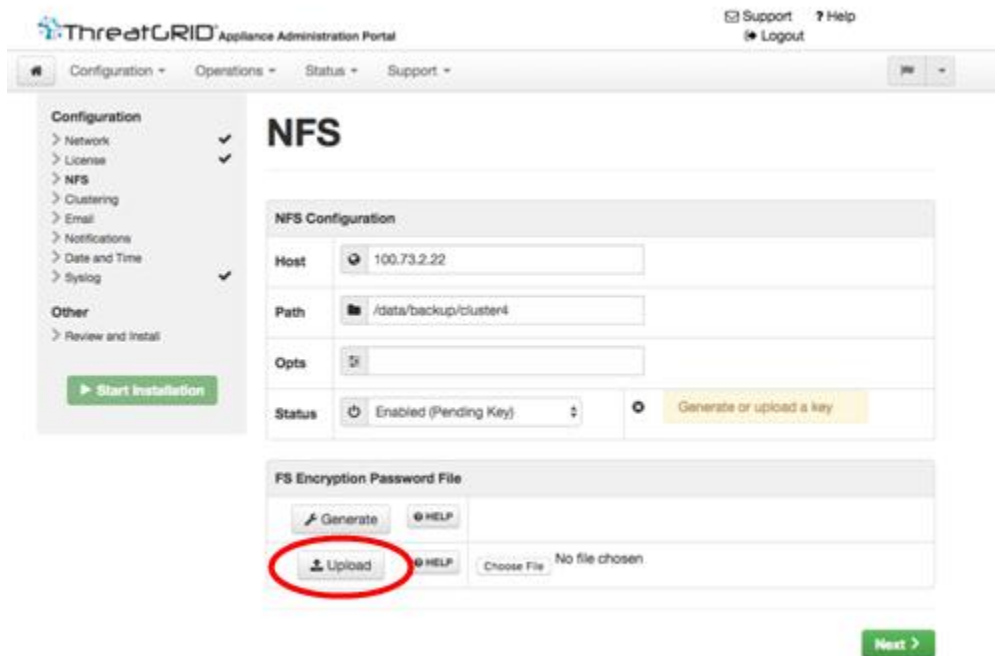 Support ? Help
ThreatGRID Appliance Administration Portal
Logout
Configuration Operations Status Support
Configuration
Network
License
NFS
Clustering
Email
Notifications
Date and Time
Syslog
Other
Review and Install
Start Installation
NFS
NFS Configuration
Host 100.73.2.22
Path /data/backup/cluster4
Opts
Status Enabled (Pending Key) Generate or upload a key
FS Encryption Password File
Generate HELP
Upload HELP Choose File No file chosen
Next